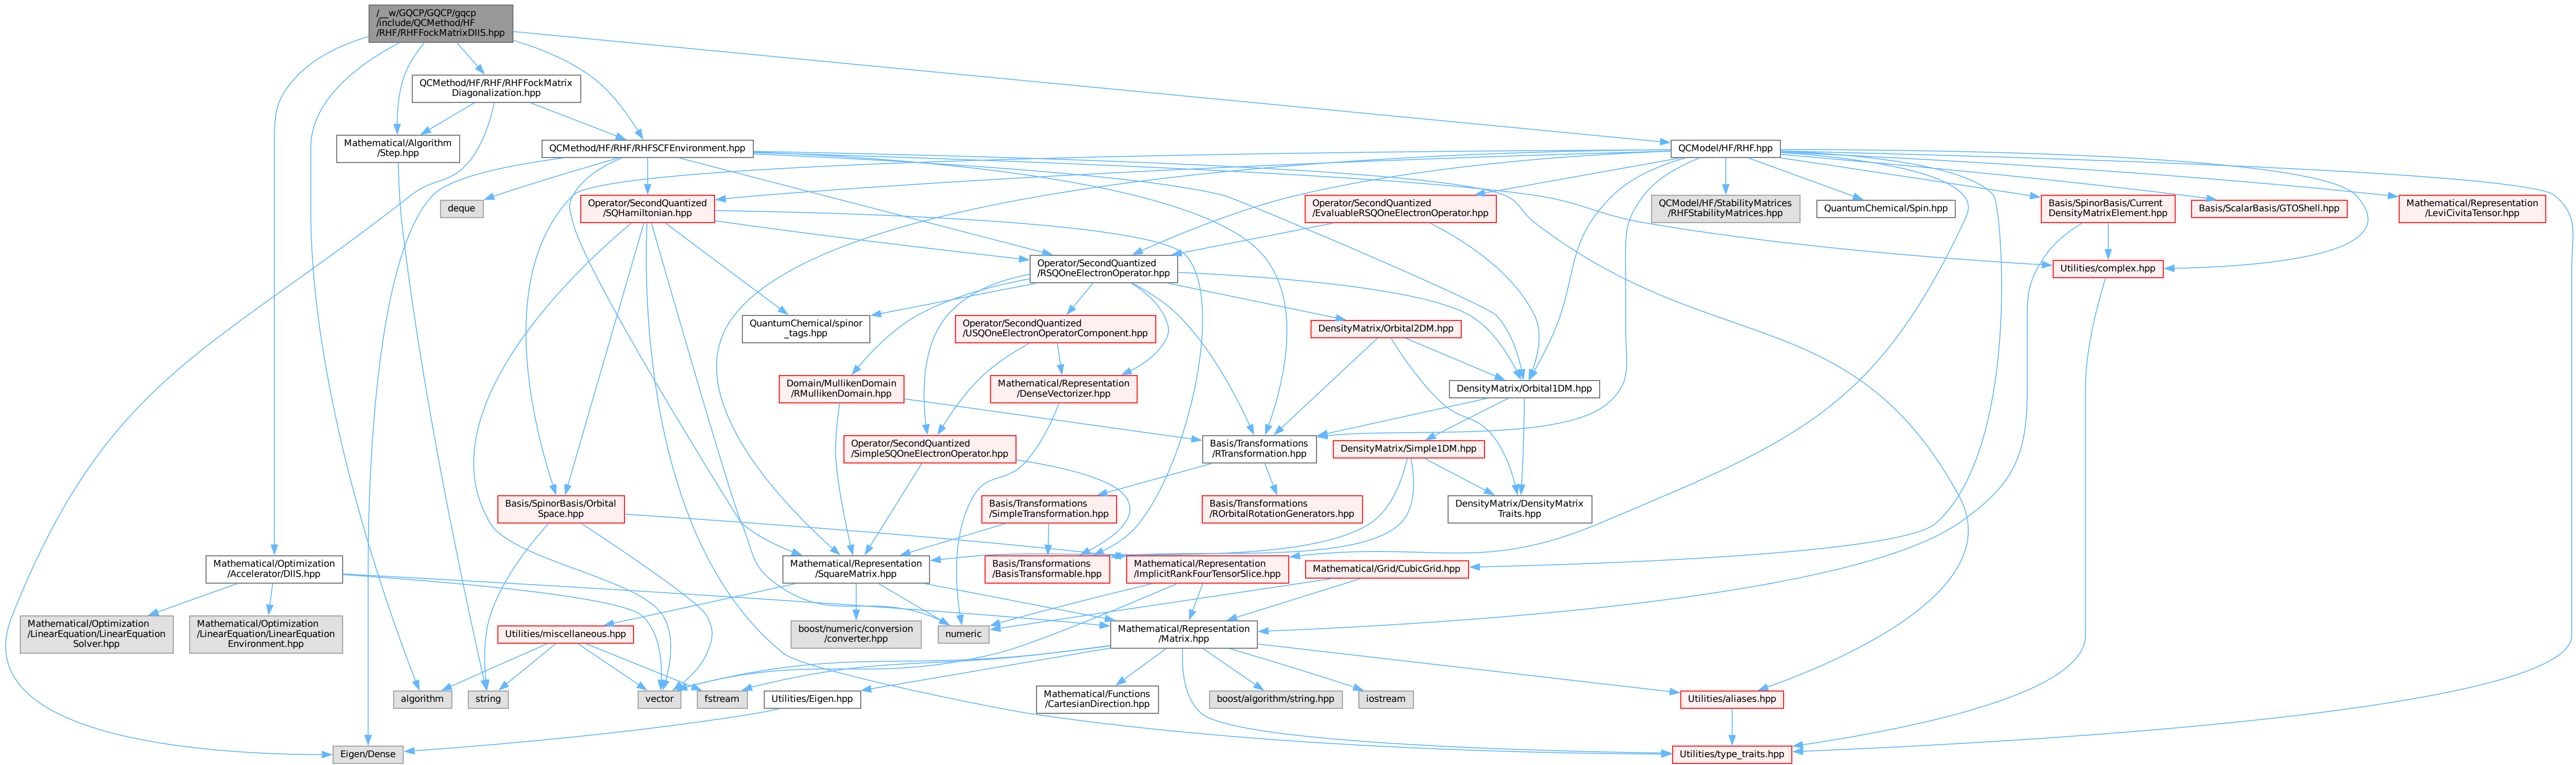 /__w/GQCP/GQCP/gqcp
/include/QCMethod/HF
/RHF/RHFFockMatrixDIIS.hpp
QCMethod/HF/RHF/RHFFockMatrix
Diagonalization.hpp
Mathematical/Algorithm
/Step.hpp
QCMethod/HF/RHF/RHFSCFEnvironment.hpp
QCModel/HF/RHF.hpp
deque
Operator/SecondQuantized
/SQHamiltonian.hpp
Operator/SecondQuantized
/EvaluableRSQOneElectronOperator.hpp
QCModel/HF/StabilityMatrices
/RHFStabilityMatrices.hpp
QuantumChemical/Spin.hpp
Basis/SpinorBasis/Current
DensityMatrixElement.hpp
Basis/ScalarBasis/GTOShell.hpp
Mathematical/Representation
/LeviCivitaTensor.hpp
Operator/SecondQuantized
/RSQOneElectronOperator.hpp
Utilities/complex.hpp
QuantumChemical/spinor
_tags.hpp
Operator/SecondQuantized
/USQOneElectronOperatorComponent.hpp
DensityMatrix/Orbital2DM.hpp
Domain/MullikenDomain
/RMullikenDomain.hpp
Mathematical/Representation
/DenseVectorizer.hpp
DensityMatrix/Orbital1DM.hpp
Operator/SecondQuantized
/SimpleSQOneElectronOperator.hpp
Basis/Transformations
/RTransformation.hpp
DensityMatrix/Simple1DM.hpp
Basis/SpinorBasis/Orbital
Space.hpp
Basis/Transformations
/SimpleTransformation.hpp
Basis/Transformations
/ROrbitalRotationGenerators.hpp
DensityMatrix/DensityMatrix
Traits.hpp
Mathematical/Optimization
/Accelerator/DIIS.hpp
Mathematical/Representation
/SquareMatrix.hpp
Basis/Transformations
/BasisTransformable.hpp
Mathematical/Representation
/ImplicitRankFourTensorSlice.hpp
Mathematical/Grid/CubicGrid.hpp
Mathematical/Optimization
/LinearEquation/LinearEquation
Solver.hpp
Mathematical/Optimization
/LinearEquation/LinearEquation
Environment.hpp
Utilities/miscellaneous.hpp
boost/numeric/conversion
/converter.hpp
numeric
Mathematical/Representation
/Matrix.hpp
algorithm
string
vector
fstream
Utilities/Eigen.hpp
Mathematical/Functions
/CartesianDirection.hpp
boost/algorithm/string.hpp
iostream
Utilities/aliases.hpp
Eigen/Dense
Utilities/type_traits.hpp